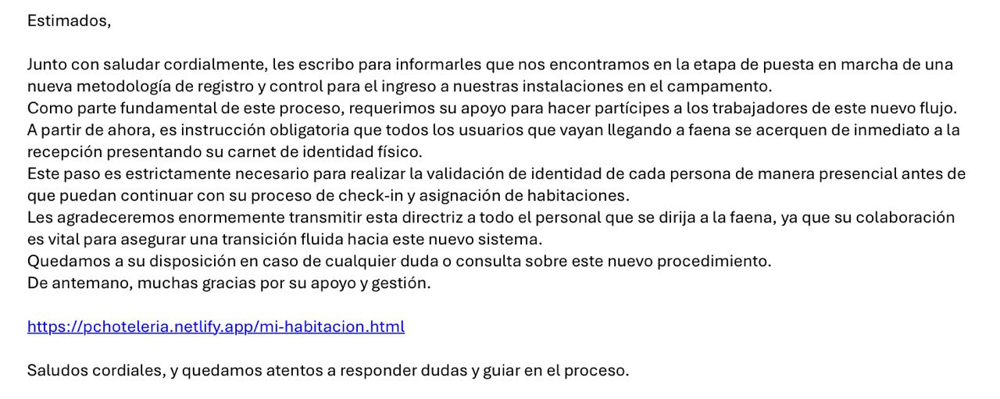 Estimados,
Junto con saludar cordialmente, les escribo para informarles que nos encontramos en la etapa de puesta en marcha de una
nueva metodología de registro y control para el ingreso a nuestras instalaciones en el campamento.
Como parte fundamental de este proceso, requerimos su apoyo para hacer partícipes a los trabajadores de este nuevo flujo.
A partir de ahora, es instrucción obligatoria que todos los usuarios que vayan llegando a faena se acerquen de inmediato a la
recepción presentando su carnet de identidad físico.
Este paso es estrictamente necesario para realizar la validación de identidad de cada persona de manera presencial antes de
que puedan continuar con su proceso de check-in y asignación de habitaciones.
Les agradeceremos enormemente transmitir esta directriz a todo el personal que se dirija a la faena, ya que su colaboración
es vital para asegurar una transición fluida hacia este nuevo sistema.
Quedamos a su disposición en caso de cualquier duda o consulta sobre este nuevo procedimiento.
De antemano, muchas gracias por su apoyo y gestión.
https://pchoteleria.netlify.app/mi-habitacion.html
Saludos cordiales, y quedamos atentos a responder dudas y guiar en el proceso.